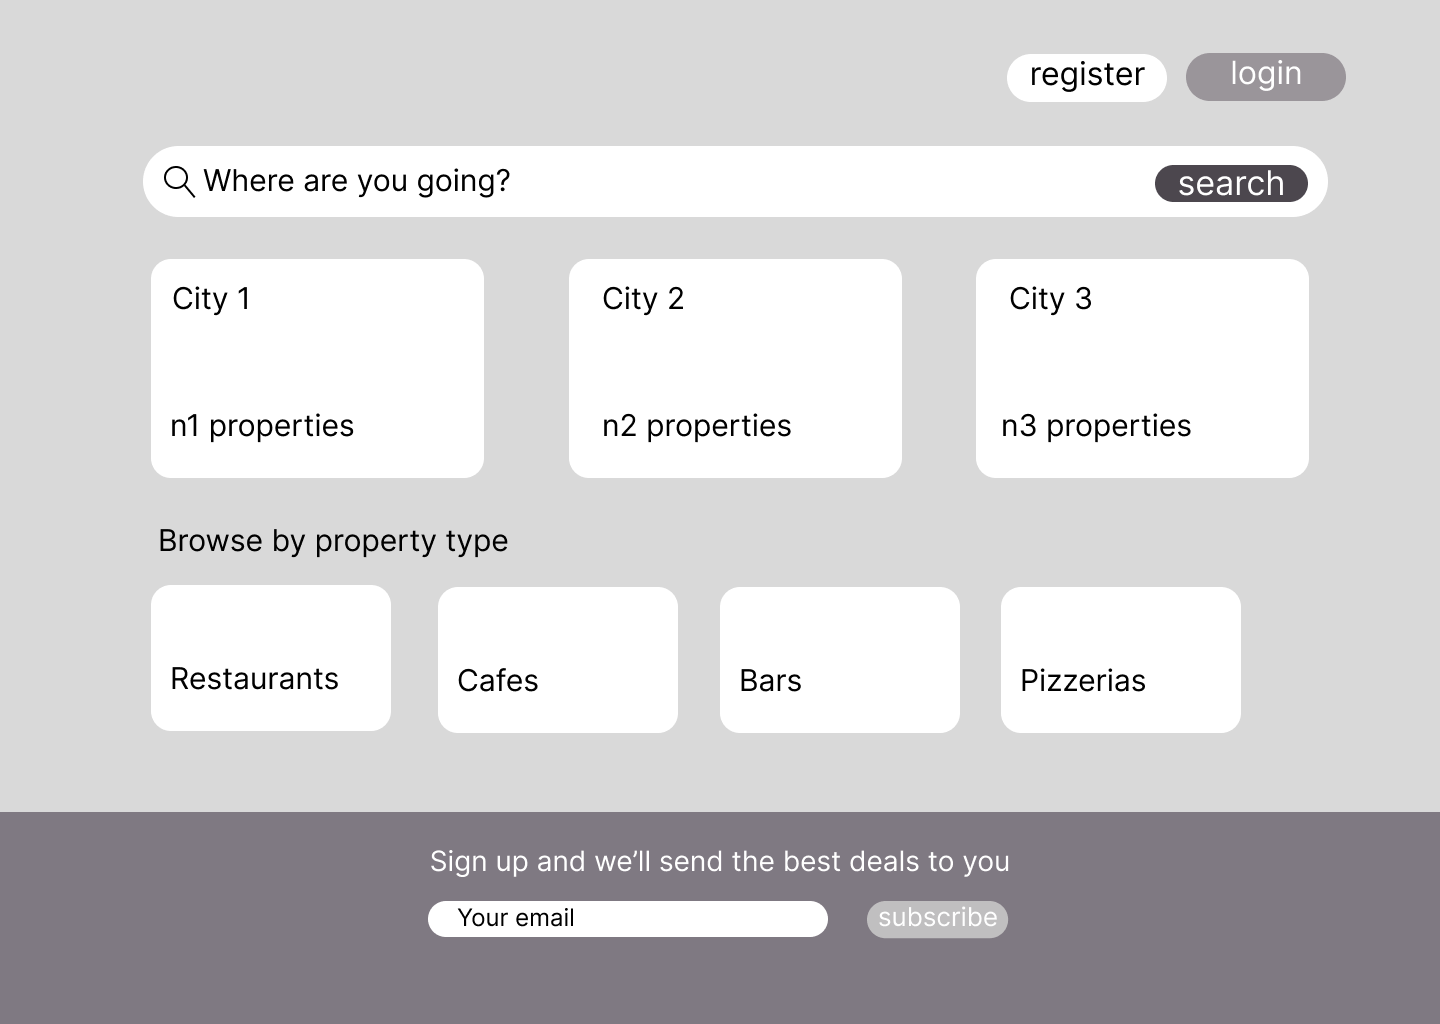 register
login
Where are you going?
search
City 1
City 2
City 3
n1 properties
n2 properties
n3 properties
Browse by property type
Restaurants
Cafes
Bars
Pizzerias
Sign up and we’ll send the best deals to you
Your email
subscribe